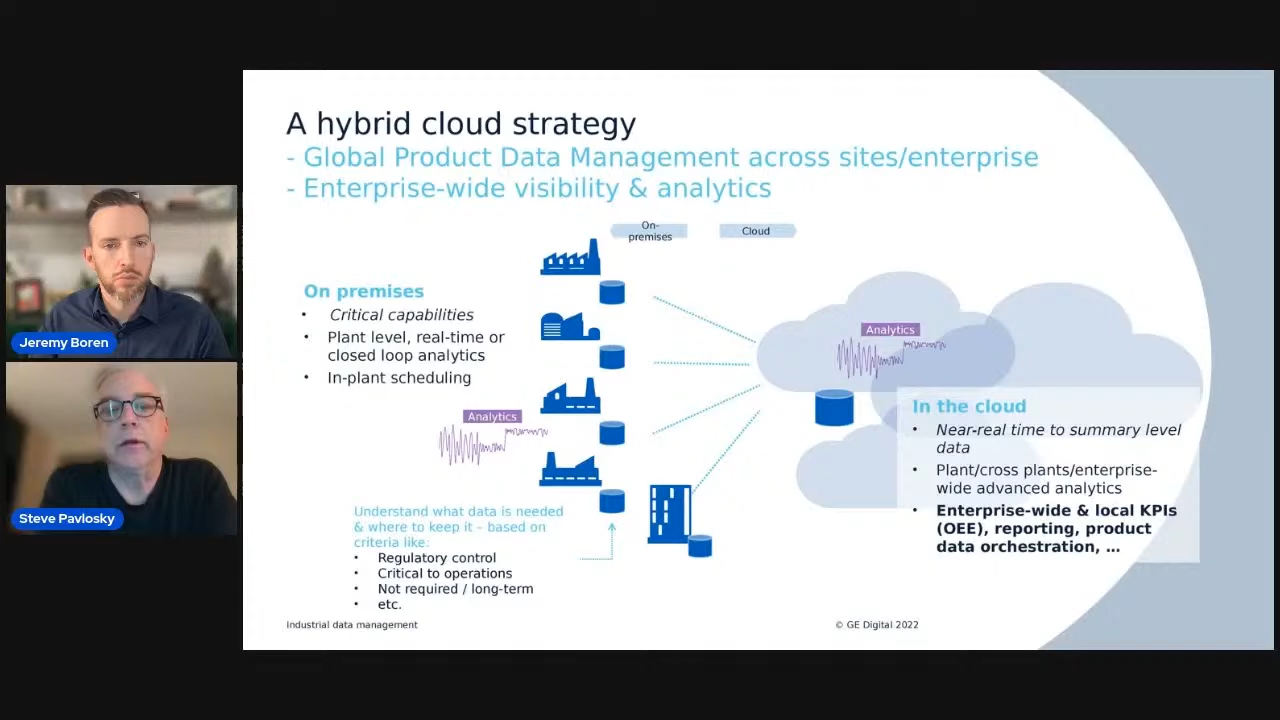 A hybrid cloud strategy
- Global Product Data Management across sites/enterprise
- Enterprise-wide visibility & analytics
On-
premises
Cloud
On premises
• Critical capabilities
• Plant level, real-time or
closed loop analytics
• In-plant scheduling
Analytics
Understand what data is needed
& where to keep it – based on
criteria like:
• Regulatory control
• Critical to operations
• Not required / long-term
• etc.
Analytics
In the cloud
• Near-real time to summary level
data
• Plant/cross plants/enterprise-
wide advanced analytics
• Enterprise-wide & local KPIs
(OEE), reporting, product
data orchestration, ...
Industrial data management
© GE Digital 2022
Jeremy Boren
Steve Pavlosky